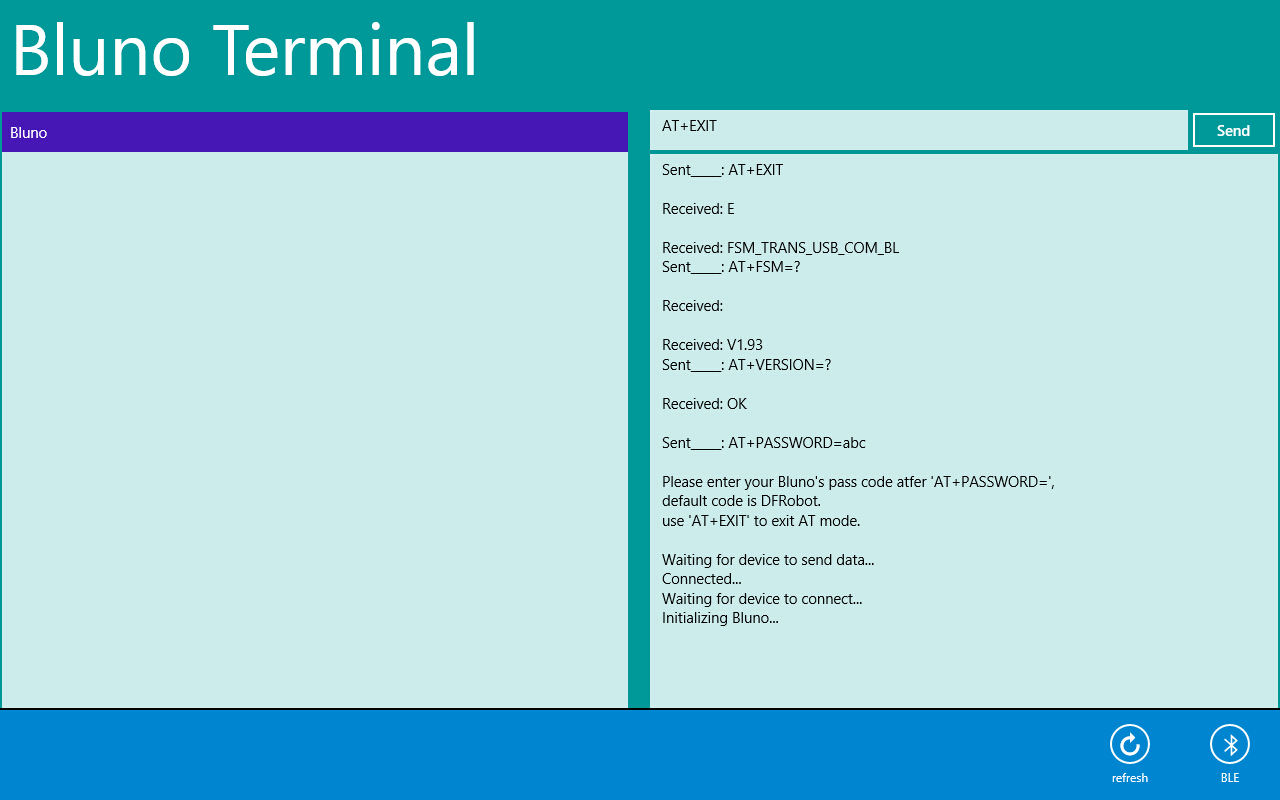 Bluno Terminal
Bluno
AT+EXIT
Send
Sent____: AT+EXIT
Received: E
Received: FSM_TRANS_USB_COM_BL
Sent____: AT+FSM=?
Received:
Received: V1.93
Sent____: AT+VERSION=?
Received: OK
Sent____: AT+PASSWORD=abc
Please enter your Bluno's pass code atfer 'AT+PASSWORD=',
default code is DFRobot.
use 'AT+EXIT' to exit AT mode.
Waiting for device to send data...
Connected...
Waiting for device to connect...
Initializing Bluno...
refresh
BLE